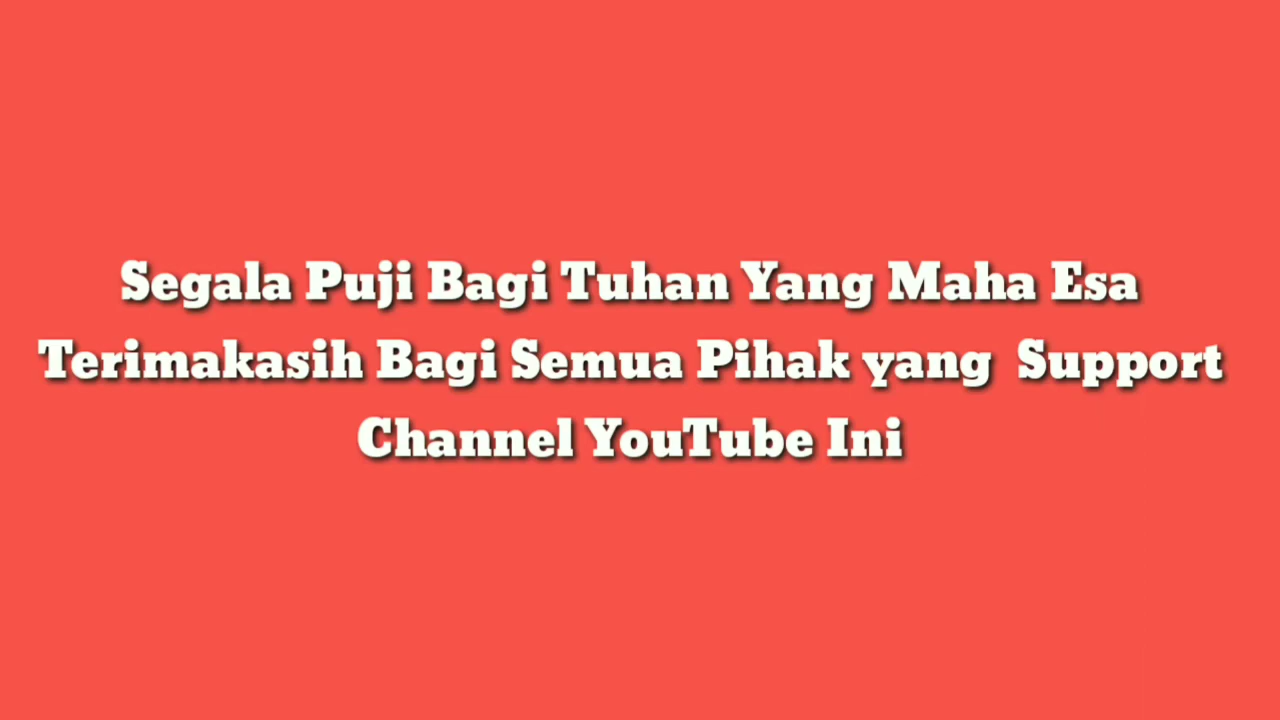 Segala Puji Bagi Tuhan Yang Maha Esa
Terimakasih Bagi Semua Pihak yang  Support
Channel YouTube Ini